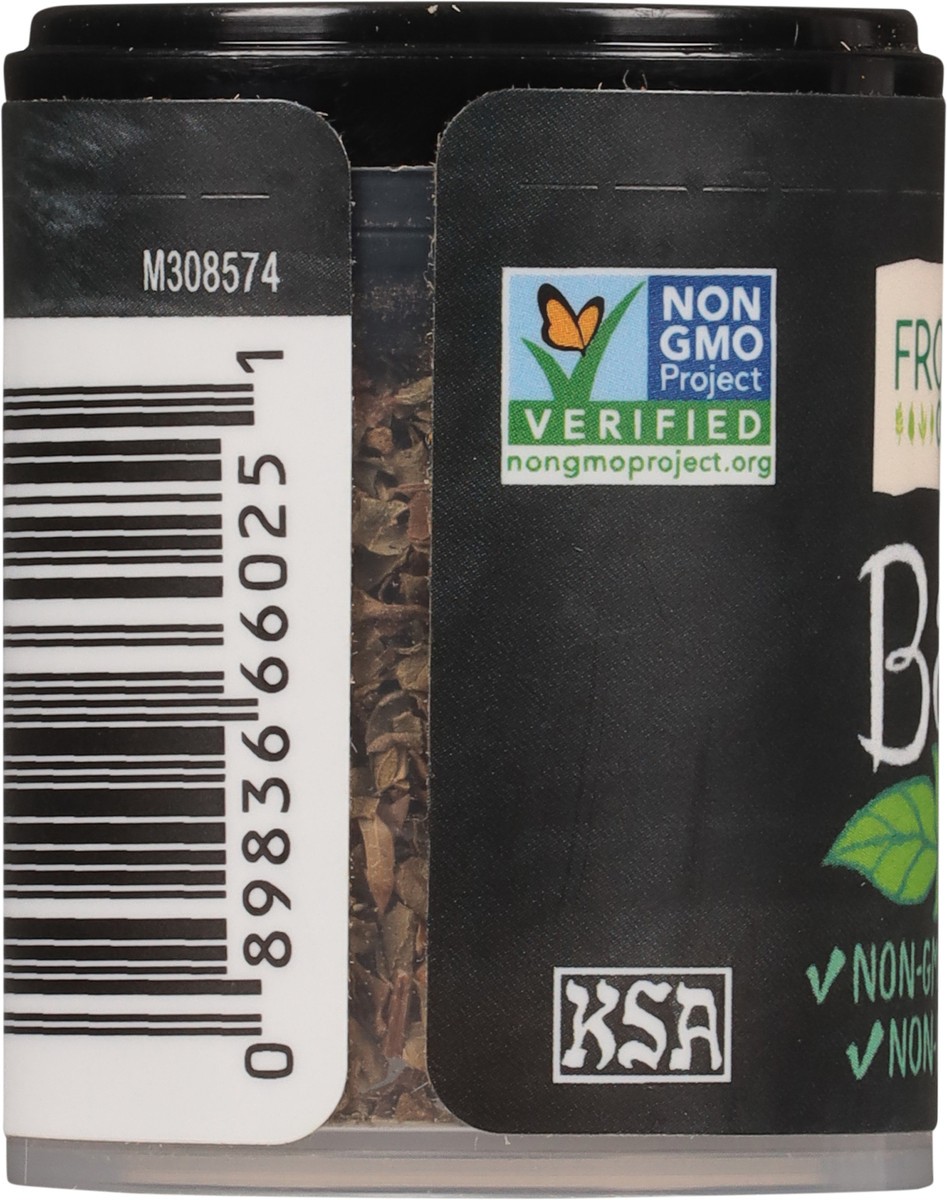 M308574
0 89836 66025 1
NON
GMO
Project
VERIFIED
nongmoproject.org
KSA